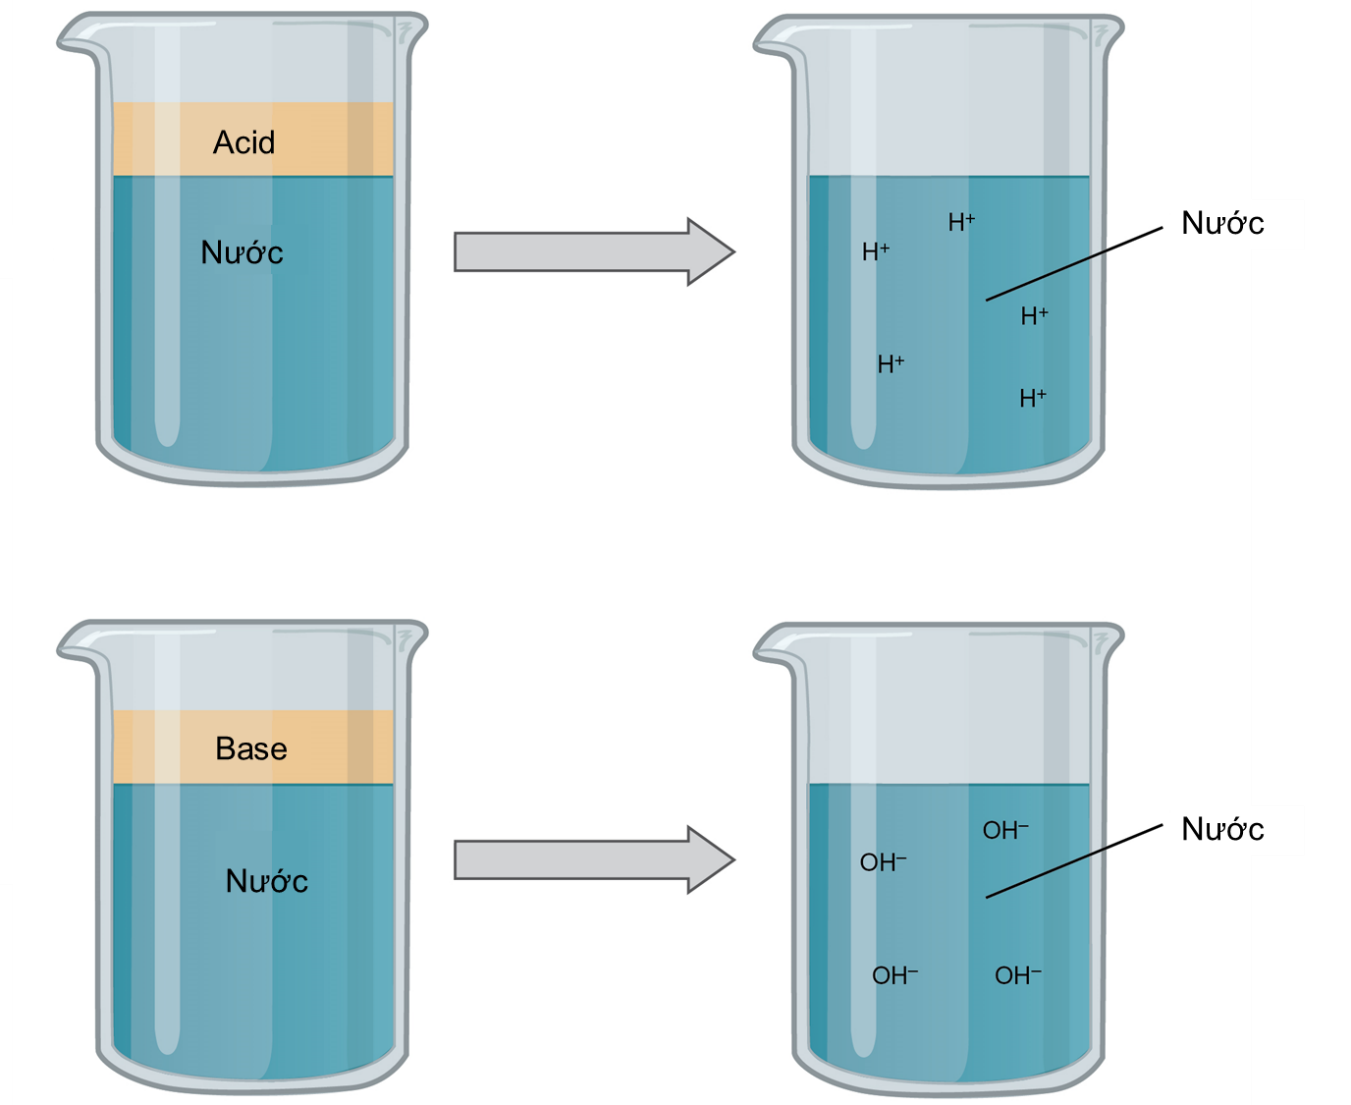 Acid
Nước
H⁺
H⁺
Nước
H⁺
H⁺
H⁺
Base
Nước
OH⁻
OH⁻
Nước
OH⁻
OH⁻